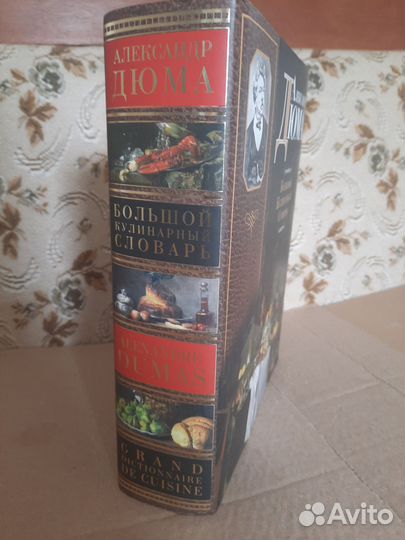 АЛЕКСАНДР
ДЮМА
БОЛЬШОЙ
КУЛИНАРНЫЙ
СЛОВАРЬ
ALEXANDRE
DUMAS
GRAND
DICTIONNAIRE
DE CUISINE
Avito